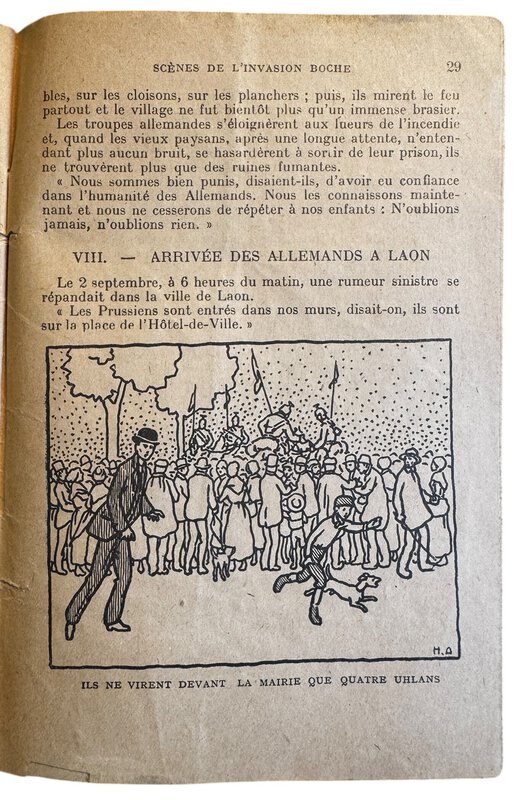 SCÈNES DE L'INVASION BOCHE 29
bles, sur les cloisons, sur les planchers ; puis, ils mirent le feu
partout et le village ne fut bientôt plus qu'un immense brasier.
Les troupes allemandes s'éloignèrent aux lueurs de l'incendie
et, quand les vieux paysans, après une longue attente, n'enten-
dant plus aucun bruit, se hasardèrent à sortir de leur prison, ils
ne trouvèrent plus que des ruines fumantes.
« Nous sommes bien punis, disaient-ils, d'avoir eu confiance
dans l'humanité des Allemands. Nous les connaissons mainte-
nant et nous ne cesserons de répéter à nos enfants : N'oublions
jamais, n'oublions rien. »
VIII. — ARRIVÉE DES ALLEMANDS A LAON
Le 2 septembre, à 6 heures du matin, une rumeur sinistre se
répandait dans la ville de Laon.
« Les Prussiens sont entrés dans nos murs, disait-on, ils sont
sur la place de l'Hôtel-de-Ville. »
H.D
ILS NE VIRENT DEVANT LA MAIRIE QUE QUATRE UHLANS